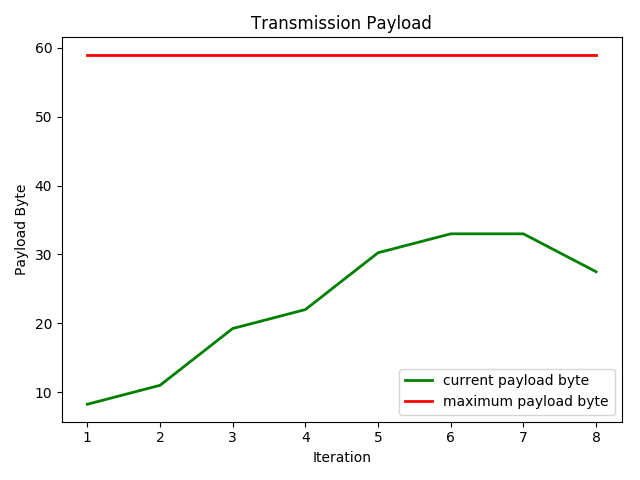 Transmission Payload
60
50
40
30
20
10
Payload Byte
current payload byte
maximum payload byte
1 2 3 4 5 6 7 8
Iteration